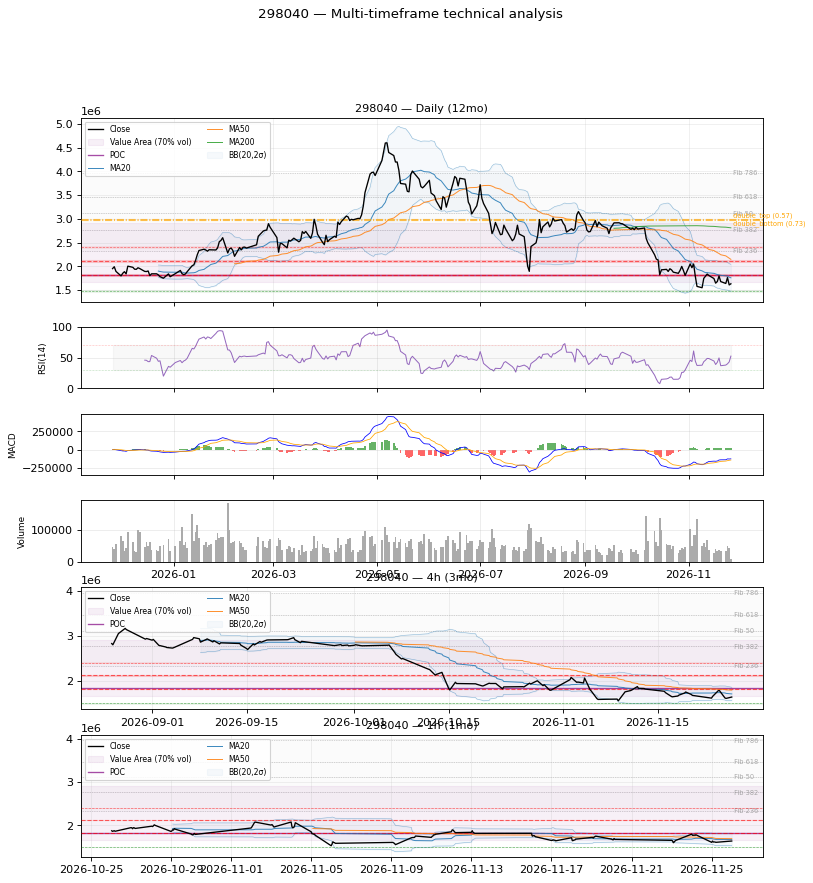 298040 — Multi-timeframe technical analysis
298040 — Daily (12mo)
1e6
Close
Value Area (70% vol)
POC
MA20
MA50
MA200
BB(20,2σ)
5.0
4.5
4.0
3.5
3.0
2.5
2.0
1.5
Fib 786
Fib 618
Fib 50
double_top (0.57)
double_bottom (0.73)
Fib 382
Fib 236
RSI(14)
100
50
0
MACD
250000
0
−250000
Volume
100000
0
2026-01
2026-03
2026-05
2026-07
2026-09
2026-11
298040 — 4h (3mo)
1e6
Close
Value Area (70% vol)
POC
MA20
MA50
BB(20,2σ)
4
3
2
Fib 786
Fib 618
Fib 50
Fib 382
Fib 236
2026-09-01
2026-09-15
2026-10-01
2026-10-15
2026-11-01
2026-11-15
298040 — 1h (1mo)
1e6
Close
Value Area (70% vol)
POC
MA20
MA50
BB(20,2σ)
4
3
2
Fib 786
Fib 618
Fib 50
Fib 382
Fib 236
2026-10-25
2026-10-29
2026-11-01
2026-11-05
2026-11-09
2026-11-13
2026-11-17
2026-11-21
2026-11-25